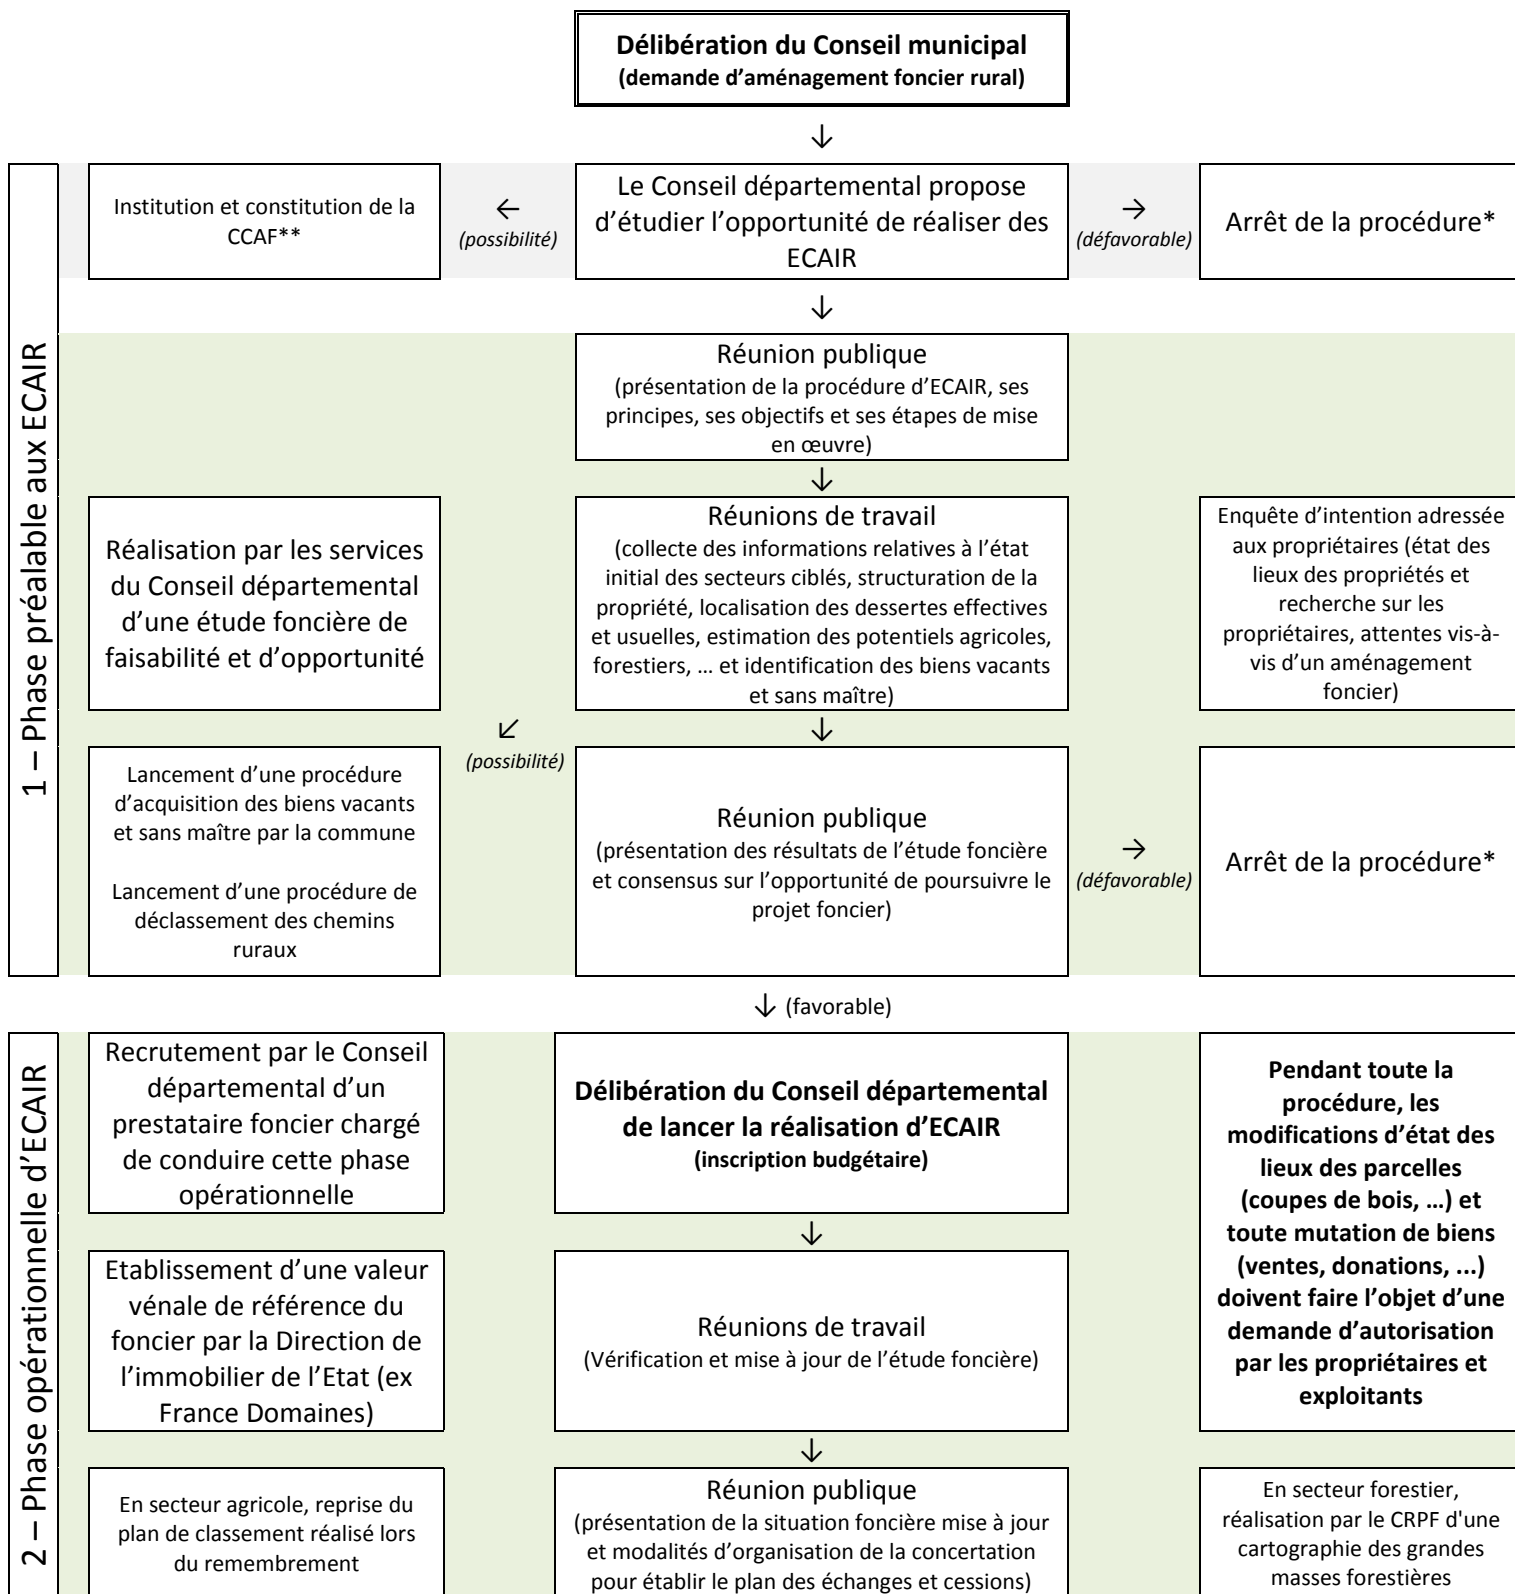 Délibération du Conseil municipal
(demande d’aménagement foncier rural)
↓
1 – Phase préalable aux ECAIR
Institution et constitution de la
CCAF**
←
(possibilité)
Le Conseil départemental propose
d’étudier l’opportunité de réaliser des
ECAIR
→
(défavorable)
Arrêt de la procédure*
↓
Réunion publique
(présentation de la procédure d’ECAIR, ses
principes, ses objectifs et ses étapes de mise
en œuvre)
↓
Réalisation par les services
du Conseil départemental
d’une étude foncière de
faisabilité et d’opportunité
Réunions de travail
(collecte des informations relatives à l’état
initial des secteurs ciblés, structuration de la
propriété, localisation des dessertes effectives
et usuelles, estimation des potentiels agricoles,
forestiers, … et identification des biens vacants
et sans maître)
Enquête d’intention adressée
aux propriétaires (état des
lieux des propriétés et
recherche sur les
propriétaires, attentes vis-à-
vis d’un aménagement
foncier)
↙
(possibilité)
↓
Lancement d’une procédure
d’acquisition des biens vacants
et sans maître par la commune
Lancement d’une procédure de
déclassement des chemins
ruraux
Réunion publique
(présentation des résultats de l’étude foncière
et consensus sur l’opportunité de poursuivre le
projet foncier)
→
(défavorable)
Arrêt de la procédure*
↓ (favorable)
2 – Phase opérationnelle d’ECAIR
Recrutement par le Conseil
départemental d’un
prestataire foncier chargé
de conduire cette phase
opérationnelle
Délibération du Conseil départemental
de lancer la réalisation d’ECAIR
(inscription budgétaire)
Pendant toute la
procédure, les
modifications d’état des
lieux des parcelles
(coupes de bois, …) et
toute mutation de biens
(ventes, donations, ...)
doivent faire l’objet d’une
demande d’autorisation
par les propriétaires et
exploitants
↓
Etablissement d’une valeur
vénale de référence du
foncier par la Direction de
l’immobilier de l’Etat (ex
France Domaines)
Réunions de travail
(Vérification et mise à jour de l’étude foncière)
↓
En secteur agricole, reprise du
plan de classement réalisé lors
du remembrement
Réunion publique
(présentation de la situation foncière mise à jour
et modalités d’organisation de la concertation
pour établir le plan des échanges et cessions)
En secteur forestier,
réalisation par le CRPF d'une
cartographie des grandes
masses forestières